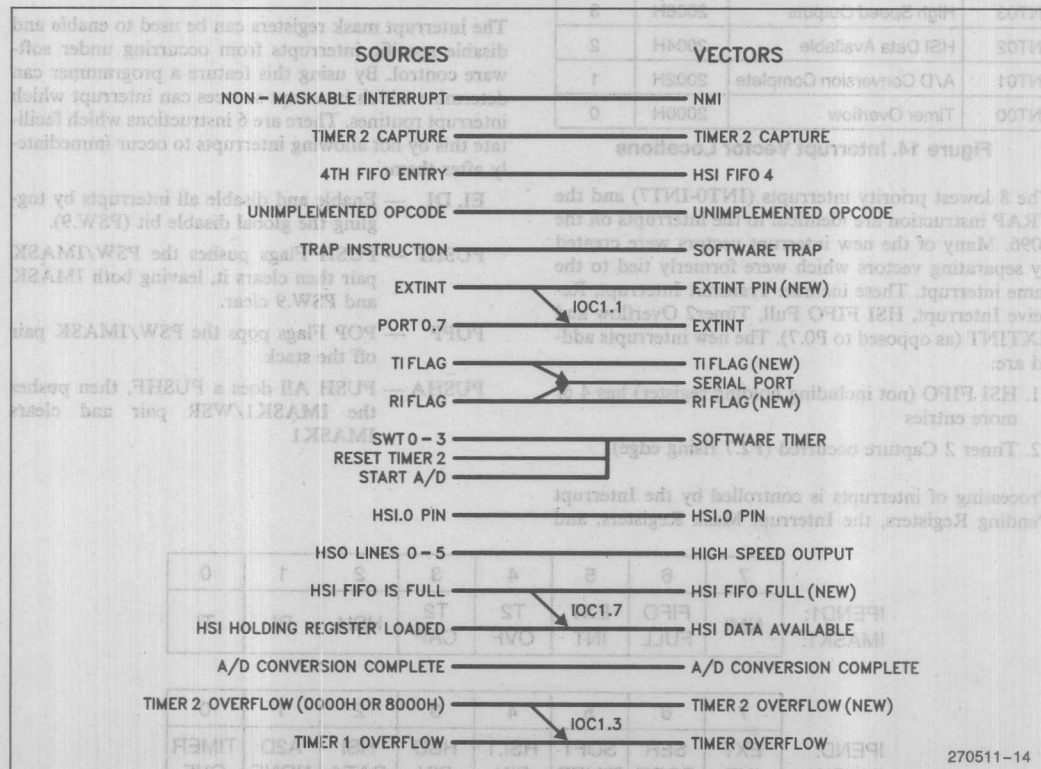 SOURCES VECTORS
NON-MASKABLE INTERRUPT NMI
TIMER 2 CAPTURE TIMER 2 CAPTURE
4TH FIFO ENTRY HSI FIFO 4
UNIMPLEMENTED OPCODE UNIMPLEMENTED OPCODE
TRAP INSTRUCTION SOFTWARE TRAP
EXTINT EXTINT PIN (NEW)
IOC1.1
PORT 0.7 EXTINT
TI FLAG TI FLAG (NEW)
SERIAL PORT
RI FLAG RI FLAG (NEW)
SWT 0 - 3 SOFTWARE TIMER
RESET TIMER 2
START A/D
HSI.0 PIN HSI.0 PIN
HSO LINES 0 - 5 HIGH SPEED OUTPUT
HSI FIFO IS FULL HSI FIFO FULL (NEW)
IOC1.7
HSI HOLDING REGISTER LOADED HSI DATA AVAILABLE
A/D CONVERSION COMPLETE A/D CONVERSION COMPLETE
TIMER 2 OVERFLOW (0000H OR 8000H) TIMER 2 OVERFLOW (NEW)
IOC1.3
TIMER 1 OVERFLOW TIMER OVERFLOW
270511-14